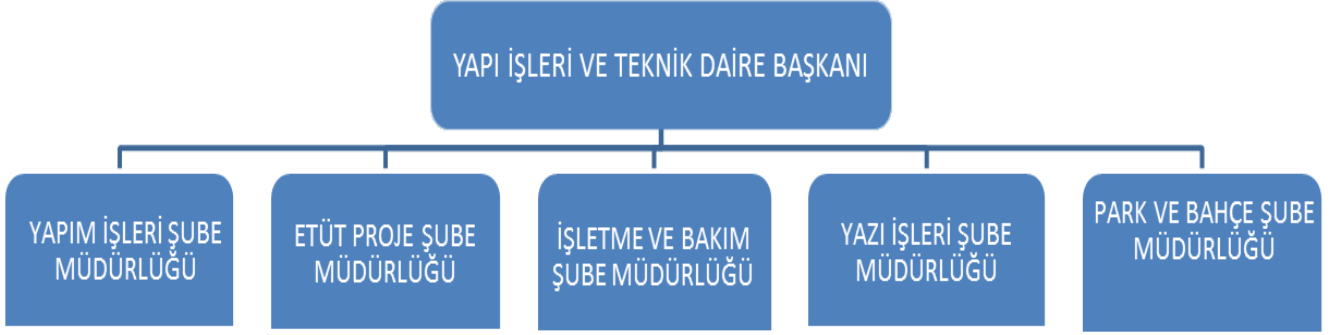 YAPI İŞLERİ VE TEKNİK DAİRE BAŞKANI
YAPIM İŞLERİ ŞUBE
MÜDÜRLÜĞÜ
ETÜT PROJE ŞUBE
MÜDÜRLÜĞÜ
İŞLETME VE BAKIM
ŞUBE MÜDÜRLÜĞÜ
YAZI İŞLERİ ŞUBE
MÜDÜRLÜĞÜ
PARK VE BAHÇE ŞUBE
MÜDÜRLÜĞÜ